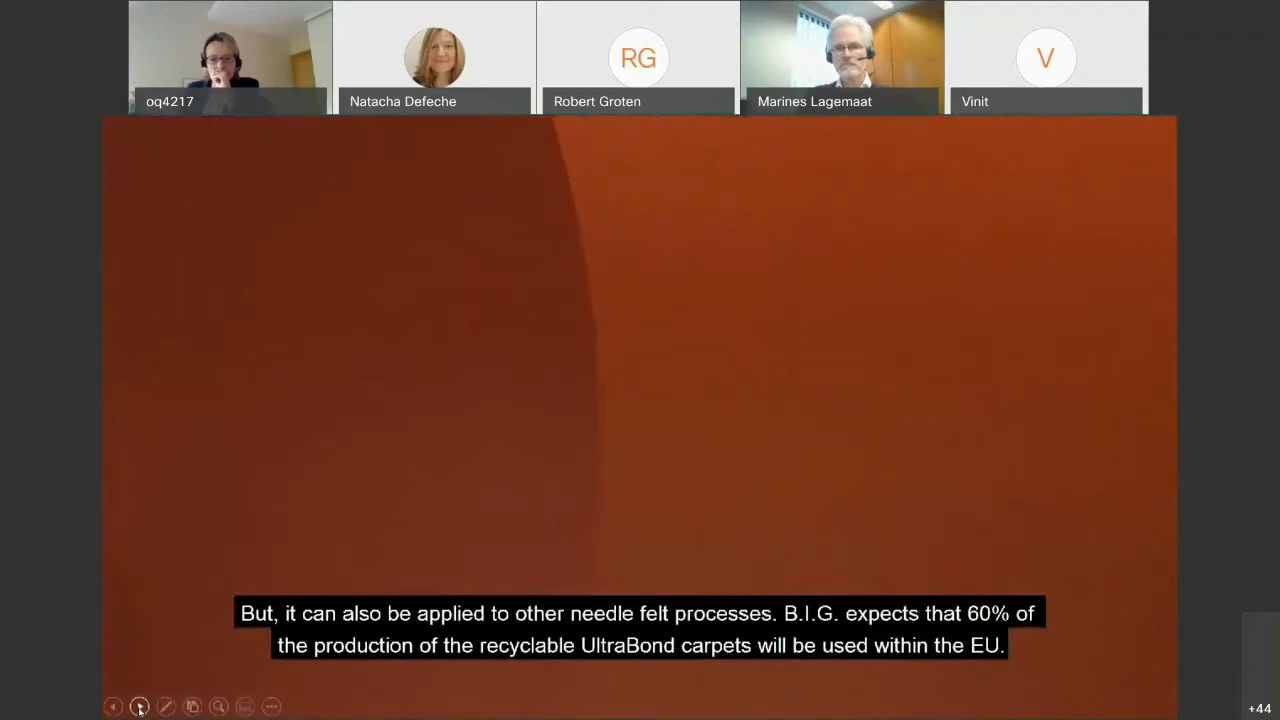 RG
V
oq4217
Natacha Defeche
Robert Groten
Marines Lagemaat
Vinit
But, it can also be applied to other needle felt processes. B.I.G. expects that 60% of
the production of the recyclable UltraBond carpets will be used within the EU.
+44